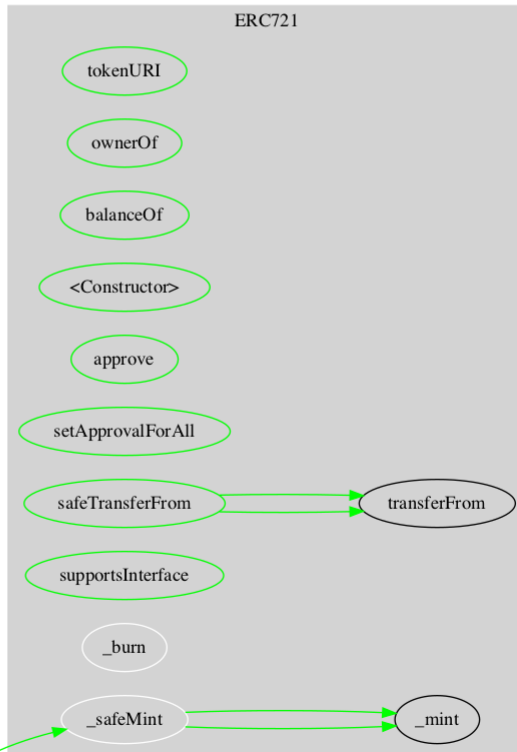 ERC721
tokenURI
ownerOf
balanceOf
<Constructor>
approve
setApprovalForAll
safeTransferFrom
transferFrom
supportsInterface
_burn
_safeMint
_mint